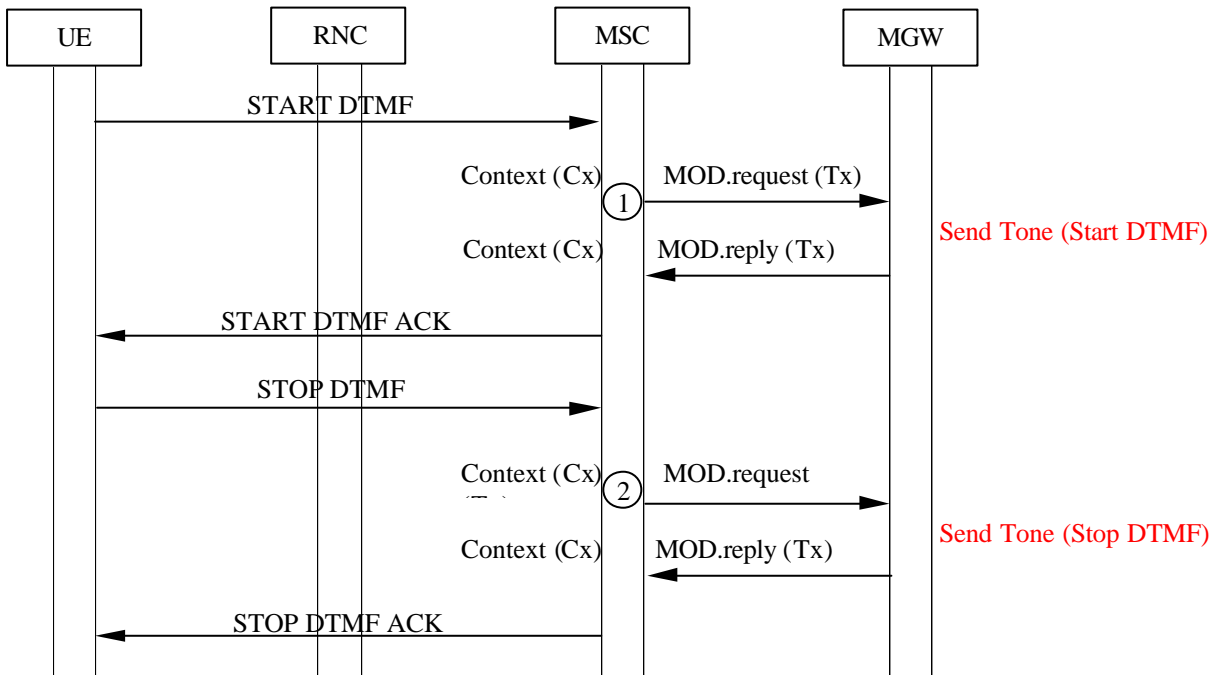 UE RNC MSC MGW
START DTMF
Context (Cx) MOD.request (Tx)
1
Send Tone (Start DTMF)
Context (Cx) MOD.reply (Tx)
START DTMF ACK
STOP DTMF
Context (Cx) MOD.request
2
Send Tone (Stop DTMF)
Context (Cx) MOD.reply (Tx)
STOP DTMF ACK